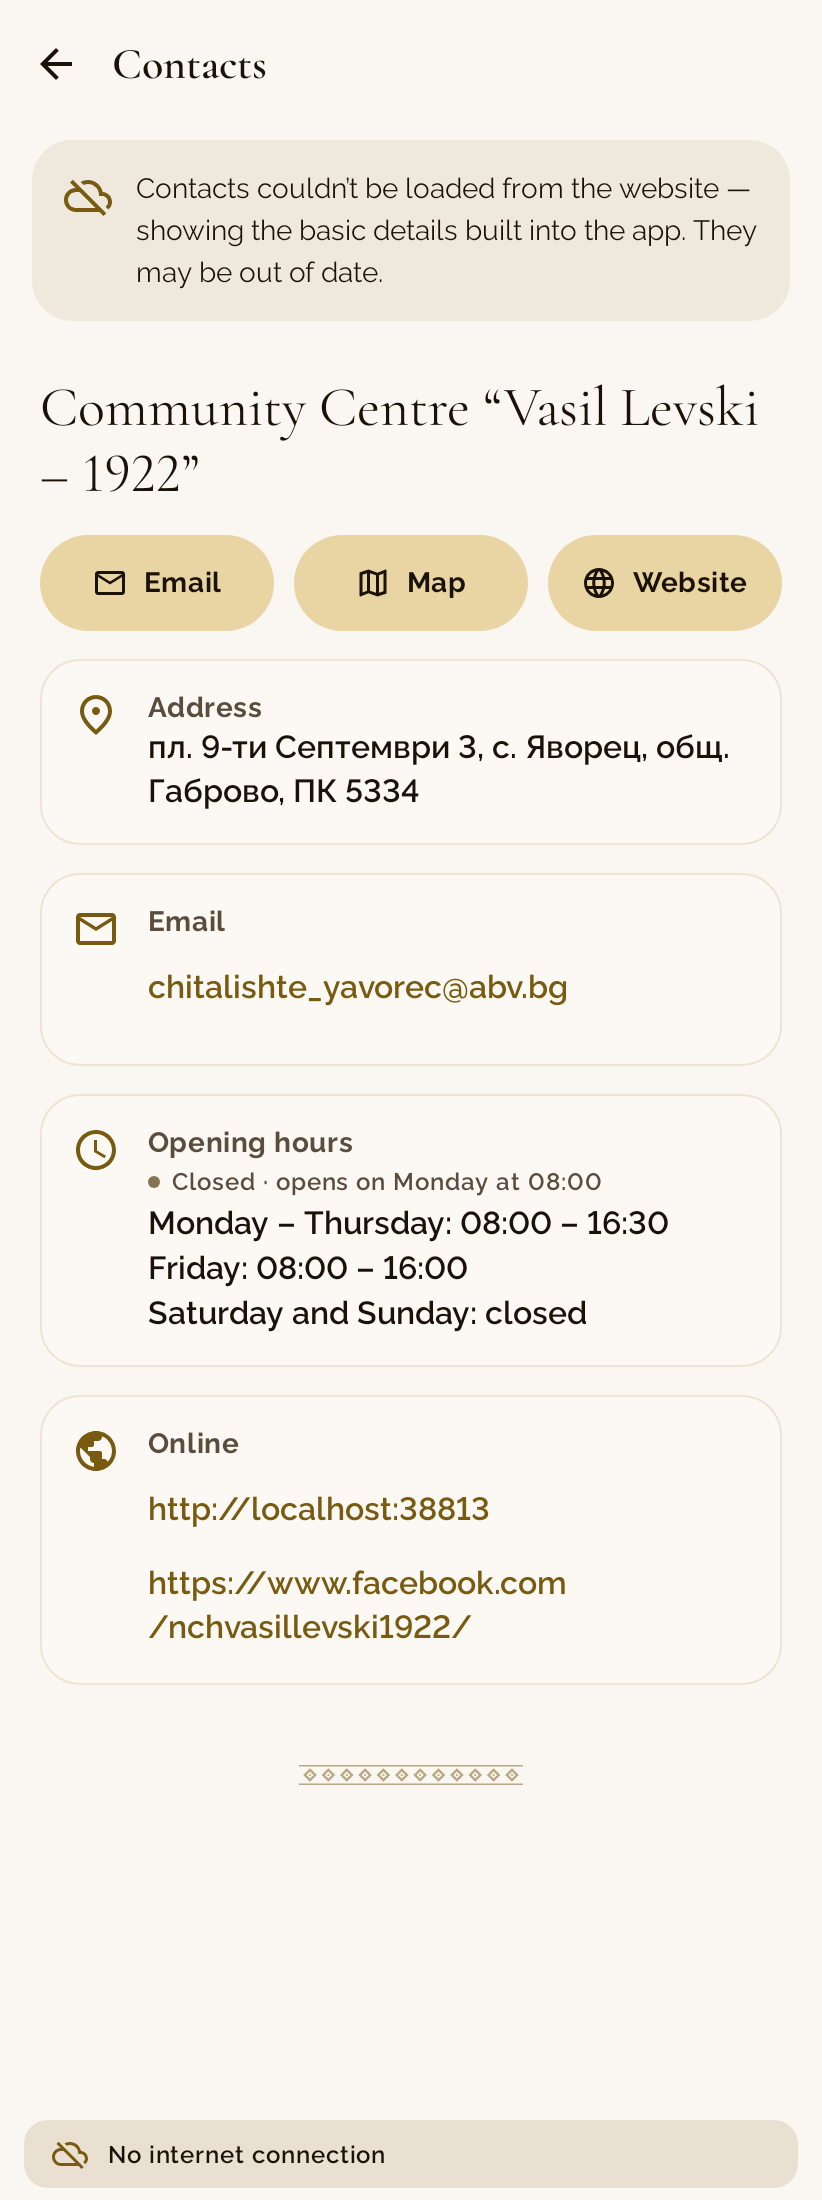 Contacts
Contacts couldn't be loaded from the website —
showing the basic details built into the app. They
may be out of date.
Community Centre “Vasil Levski
– 1922”
Email
Map
Website
Address
пл. 9-ти Септември 3, с. Яворец, общ.
Габрово, ПК 5334
Email
chitalishte_yavorec@abv.bg
Opening hours
Closed · opens on Monday at 08:00
Monday – Thursday: 08:00 – 16:30
Friday: 08:00 – 16:00
Saturday and Sunday: closed
Online
http://localhost:38813
https://www.facebook.com
/nchvasillevski1922/
No internet connection